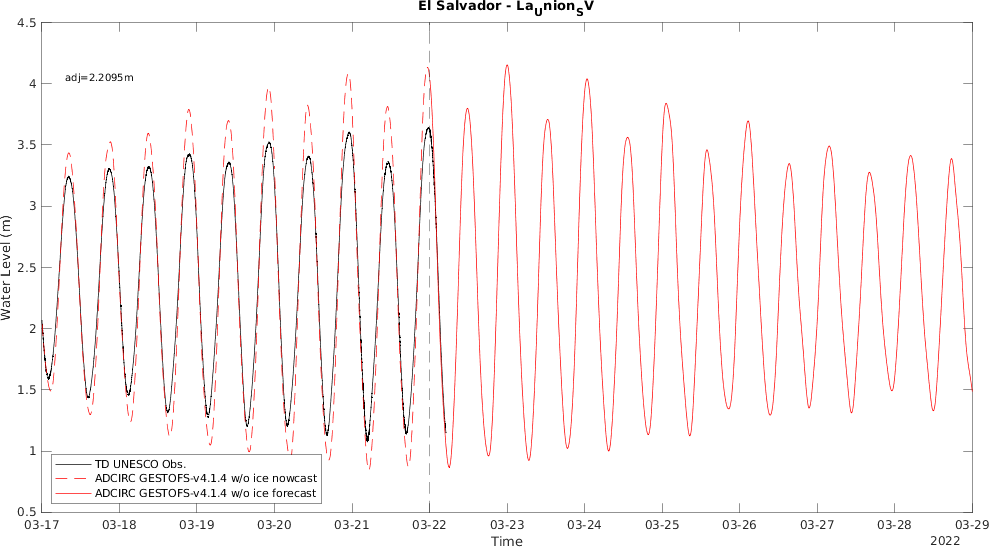 El Salvador - LaUnionSV
adj=2.2095m
4.5
4
3.5
3
2.5
2
1.5
1
0.5
Water Level (m)
TD UNESCO Obs.
ADCIRC GESTOFS-v4.1.4 w/o ice nowcast
ADCIRC GESTOFS-v4.1.4 w/o ice forecast
03-17 03-18 03-19 03-20 03-21 03-22 03-23 03-24 03-25 03-26 03-27 03-28 03-29
Time
2022